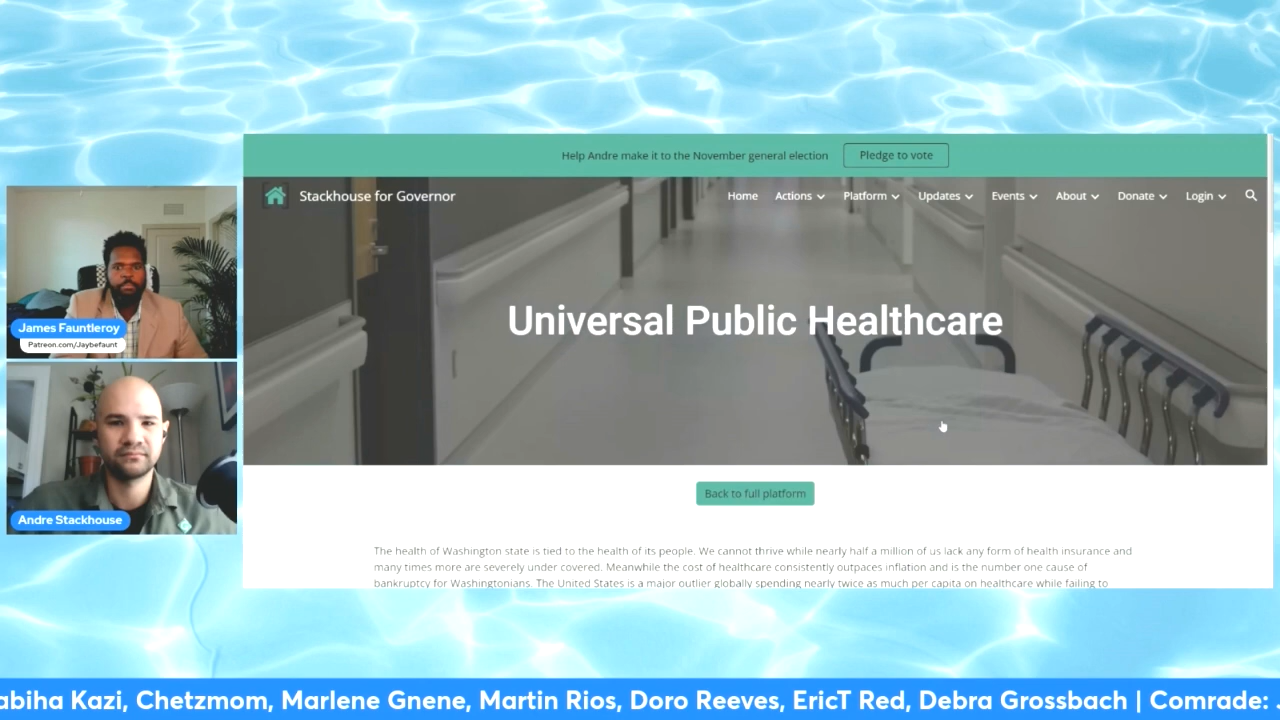 Help Andre make it to the November general election
Pledge to vote
Stackhouse for Governor
Home
Actions
Platform
Updates
Events
About
Donate
Login
Universal Public Healthcare
James Fauntleroy
Patreon.com/Jaybefaunt
Andre Stackhouse
Back to full platform
The health of Washington state is tied to the health of its people. We cannot thrive while nearly half a million of us lack any form of health insurance and
many times more are severely under covered. Meanwhile the cost of healthcare consistently outpaces inflation and is the number one cause of
bankruptcy for Washingtonians. The United States is a major outlier globally spending nearly twice as much per capita on healthcare while failing to
abiha Kazi, Chetzmom, Marlene Gnene, Martin Rios, Doro Reeves, EricT Red, Debra Grossbach | Comrade: